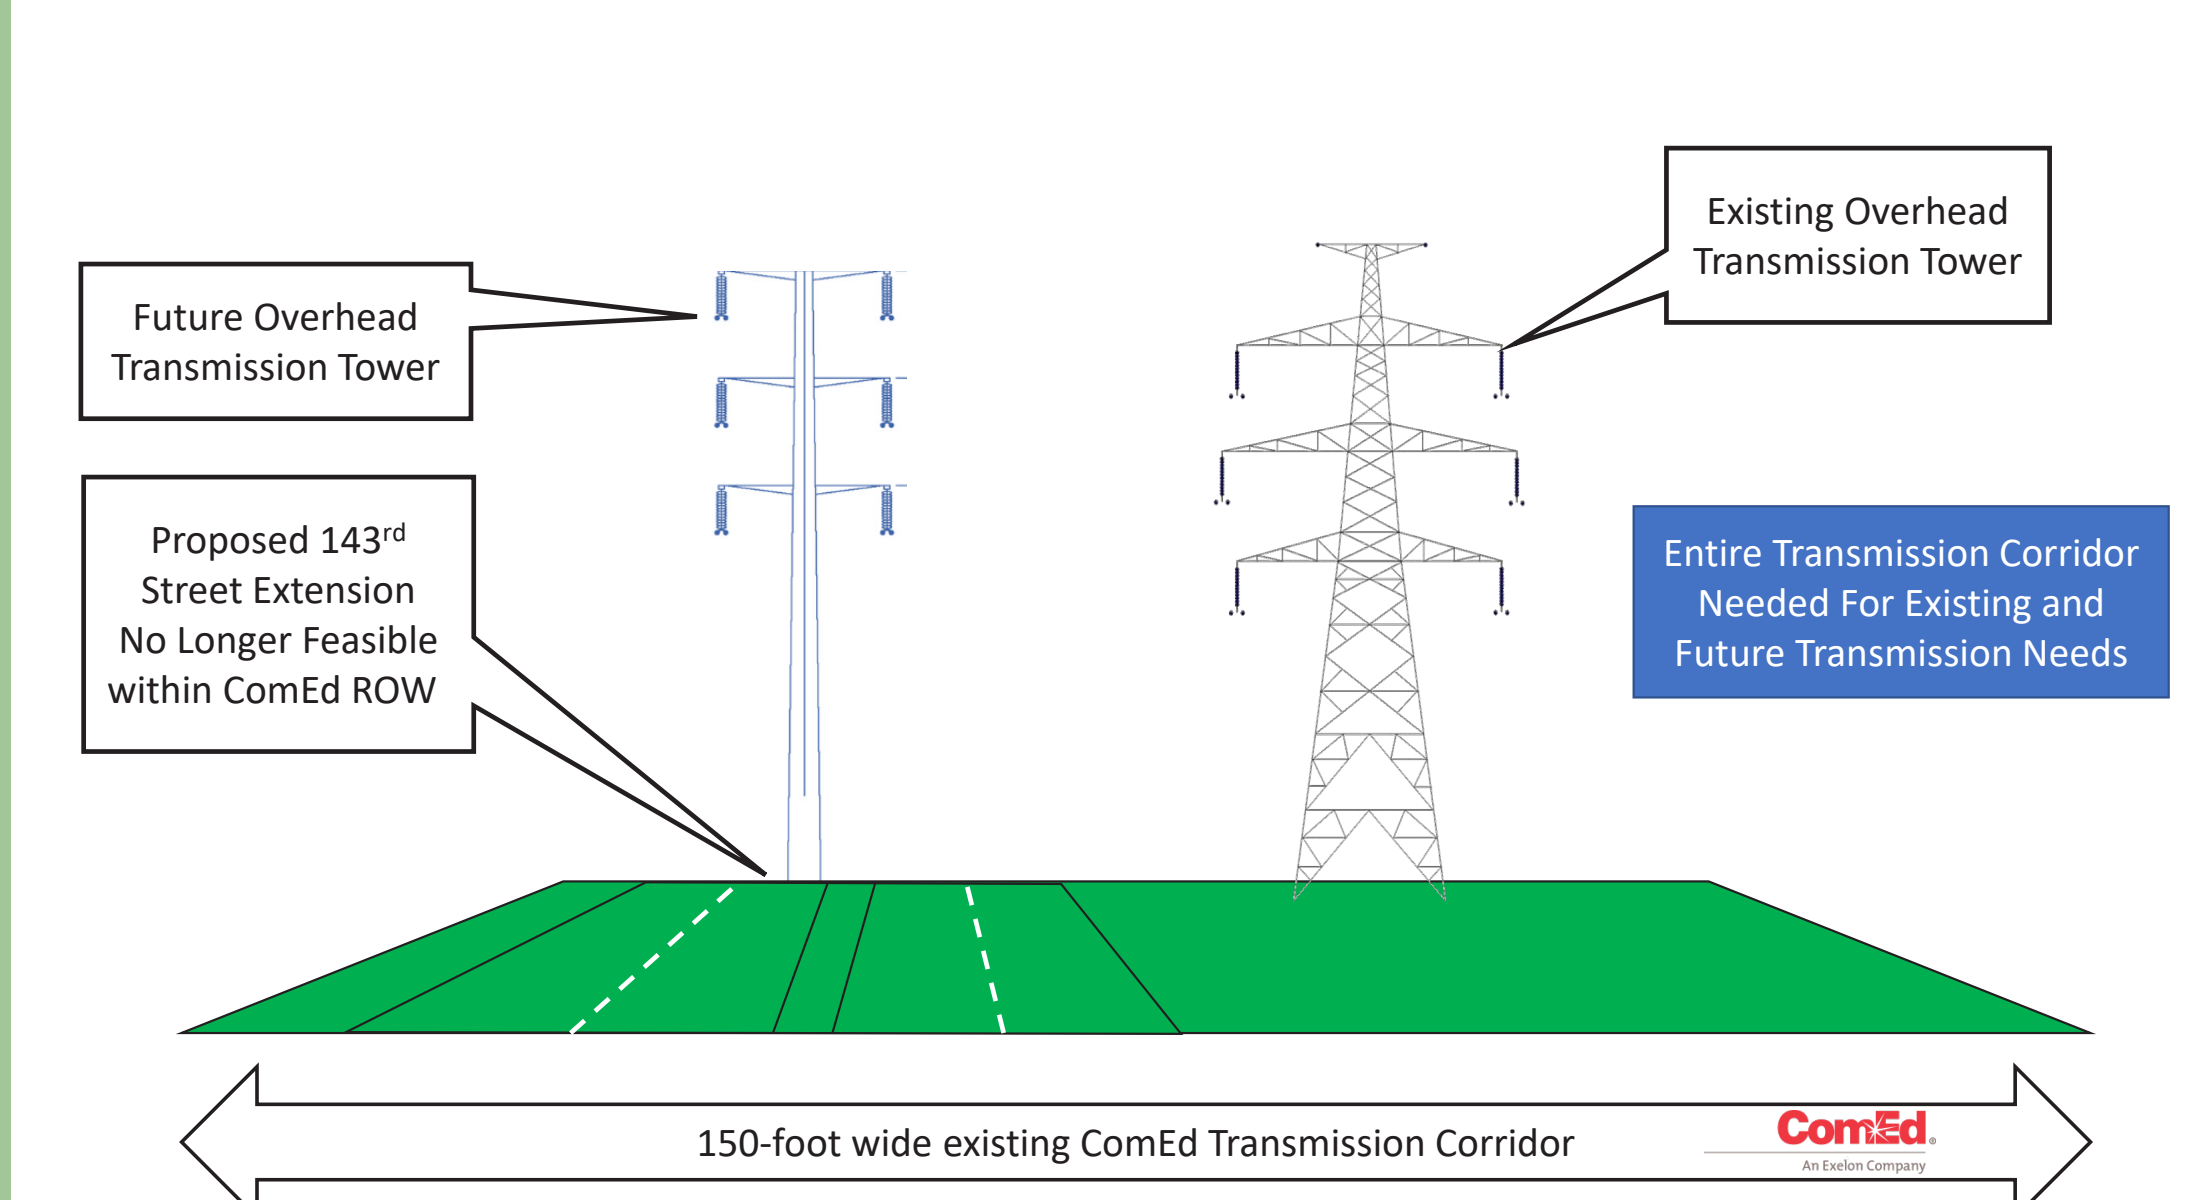 Existing Overhead
Transmission Tower
Future Overhead
Transmission Tower
Proposed 143rd
Street Extension
No Longer Feasible
within ComEd ROW
Entire Transmission Corridor
Needed For Existing and
Future Transmission Needs
150-foot wide existing ComEd Transmission Corridor
ComEd®
An Exelon Company